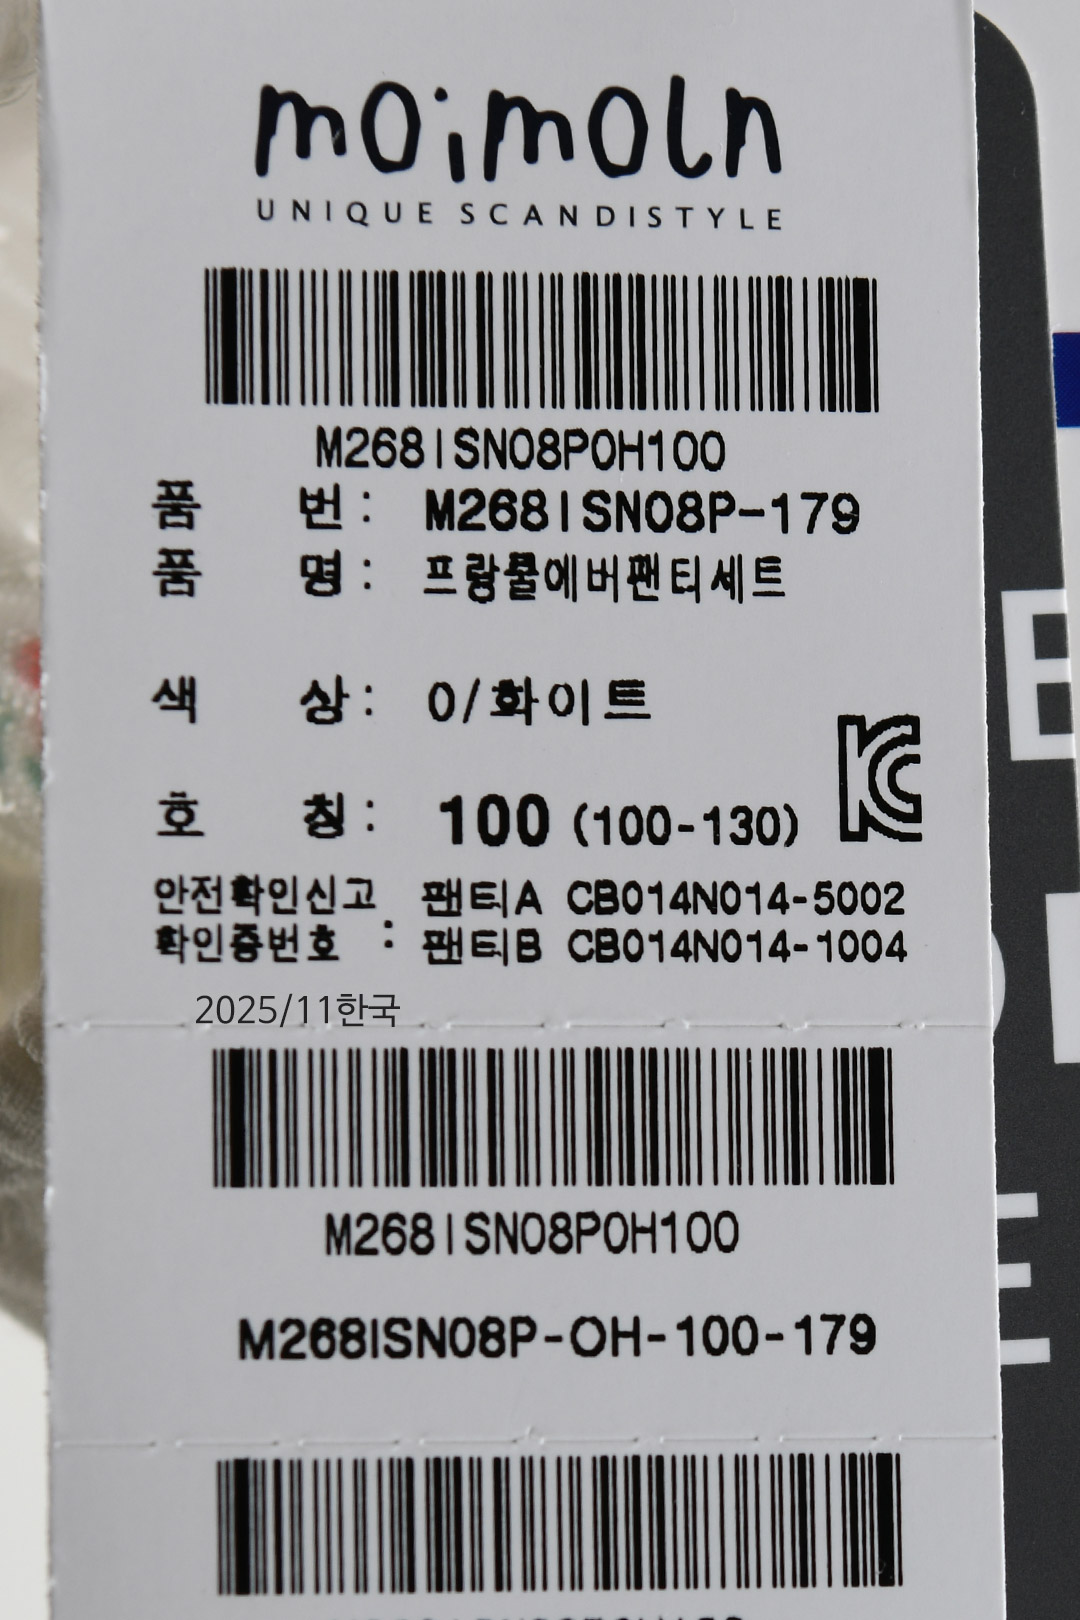 moimoln
UNIQUE SCANDISTYLE
M268ISN08P0H100
품 번 : M268ISN08P-179
품 명 : 프랑뿔에버팬티세트
색 상 : 0/화이트
호 칭 : 100 (100-130)
안전확인신고 팬티A CB014N014-5002
확인증번호 : 팬티B CB014N014-1004
2025/11한국
M268ISN08P0H100
M268ISN08P-OH-100-179
E
E